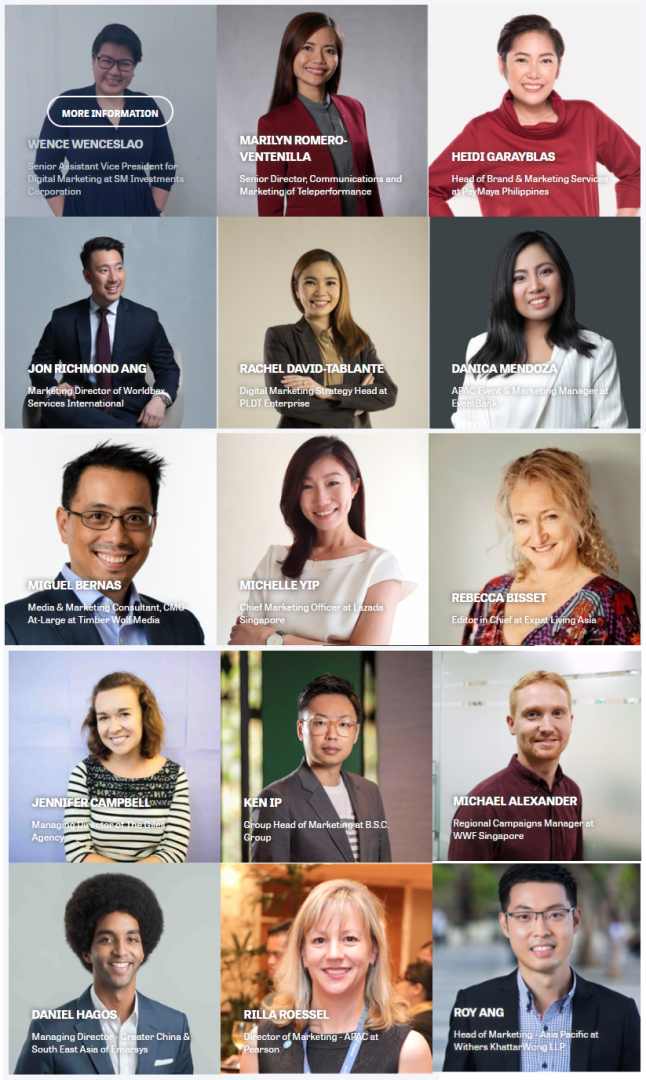 MORE INFORMATION
WENCE WENCESLAO
Senior Assistant Vice President for
Digital Marketing at SM Investments
Corporation
MARILYN ROMERO-
VENTENILLA
Senior Director, Communications and
Marketing of Teleperformance
HEIDI GARAYBLAS
Head of Brand & Marketing Services
at PayMaya Philippines
JON RICHMOND ANG
Marketing Director of Worldbex
Services International
RACHEL DAVID-TABLANTE
Digital Marketing Strategy Head at
PLDT Enterprise
DANICA MENDOZA
APAC Event & Marketing Manager at
EventBank
MIGUEL BERNAS
Media & Marketing Consultant, CMO-
At-Large at Timber Wolf Media
MICHELLE YIP
Chief Marketing Officer at Lazada
Singapore
REBECCA BISSET
Editor in Chief at Expat Living Asia
JENNIFER CAMPBELL
Managing Director of The Goes
Agency
KEN IP
Group Head of Marketing at B.S.C.
Group
MICHAEL ALEXANDER
Regional Campaigns Manager at
WWF Singapore
DANIEL HAGOS
Managing Director - Greater China &
South East Asia of Emarsys
RILLA ROESSEL
Director of Marketing - APAC at
Pearson
ROY ANG
Head of Marketing - Asia Pacific at
Withers KhattarWong LLP